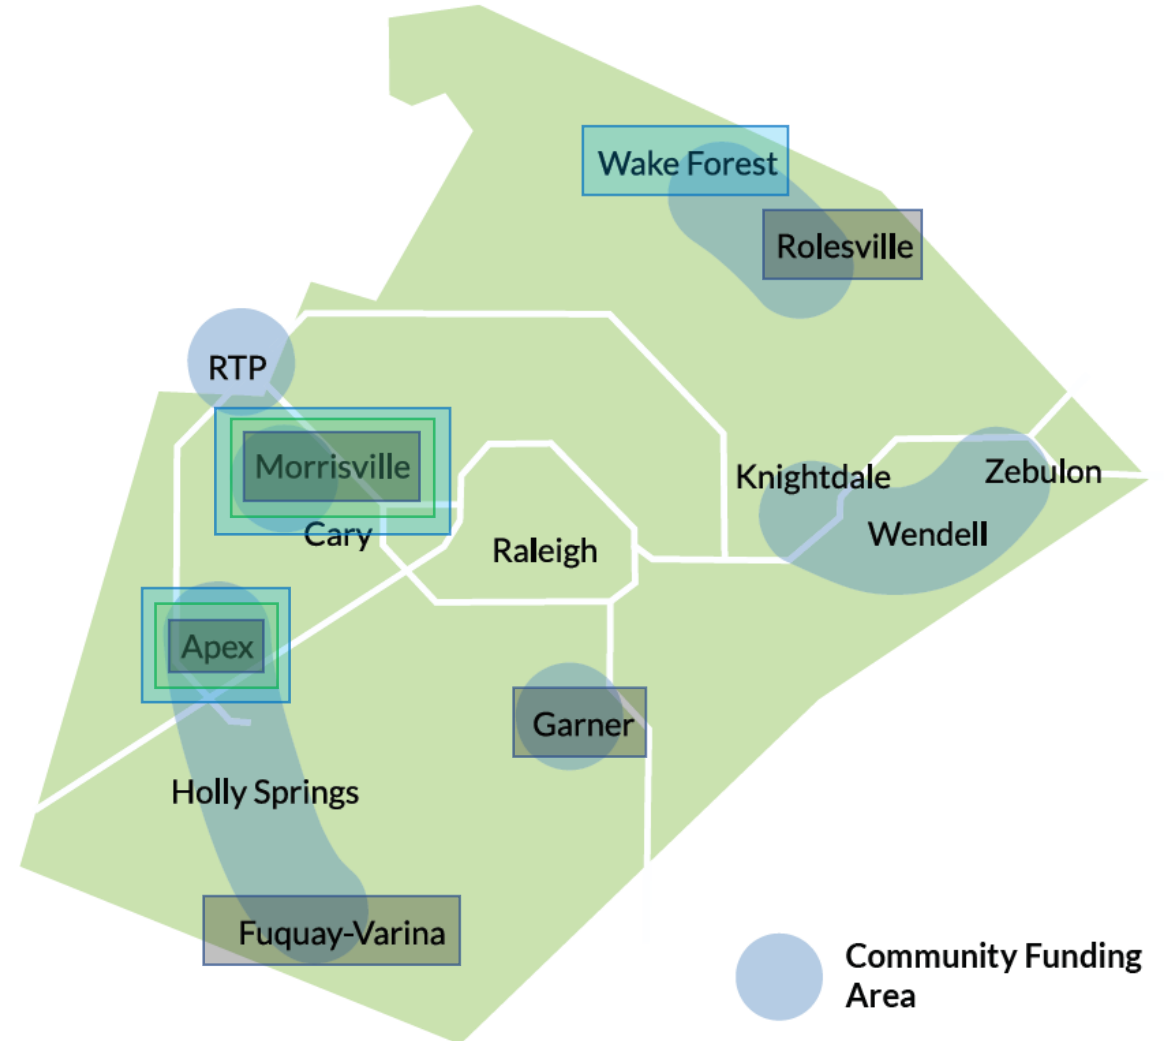 Wake Forest
Rolesville
RTP
Morrisville
Knightdale
Zebulon
Cary
Raleigh
Wendell
Apex
Garner
Holly Springs
Fuquay-Varina
Community Funding
Area